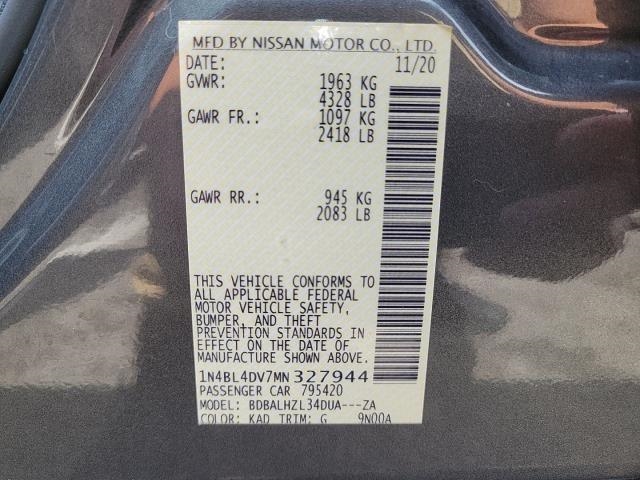 MFD BY NISSAN MOTOR CO., LTD.
DATE: 11/20
GVWR: 1963 KG
4328 LB
GAWR FR.: 1097 KG
2418 LB
GAWR RR.: 945 KG
2083 LB
THIS VEHICLE CONFORMS TO
ALL APPLICABLE FEDERAL
MOTOR VEHICLE SAFETY,
BUMPER, AND THEFT
PREVENTION STANDARDS IN
EFFECT ON THE DATE OF
MANUFACTURE SHOWN ABOVE.
1N4BL4DV7MN327944
PASSENGER CAR 795420
MODEL: BDBALHZL34DUA---ZA
COLOR: KAD TRIM: G 9N00A